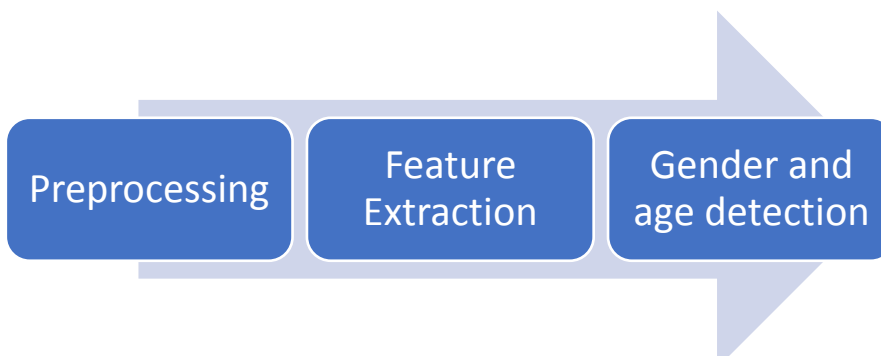 Preprocessing
Feature
Extraction
Gender and
age detection